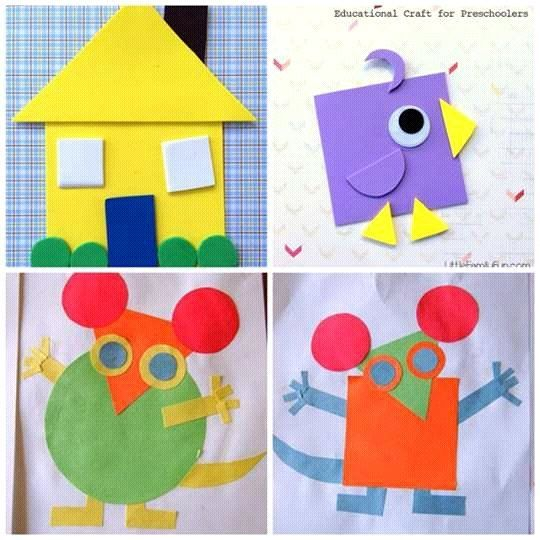 Educational Craft for Preschoolers
LittleFamilyFun.com